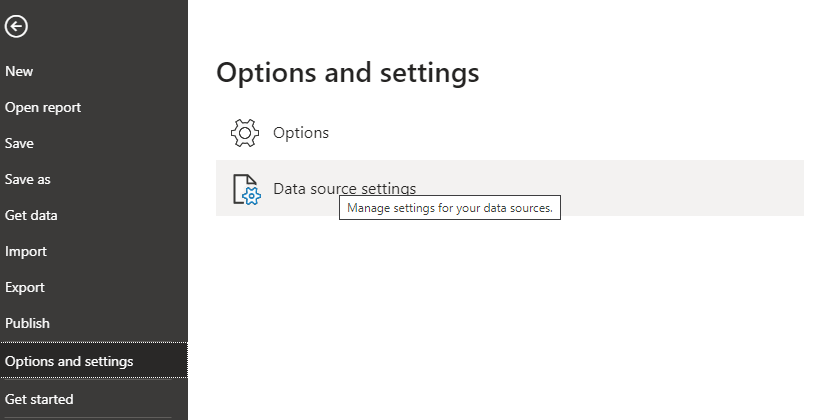 New
Open report
Save
Save as
Get data
Import
Export
Publish
Options and settings
Get started
Options and settings
Options
Data source settings
Manage settings for your data sources.